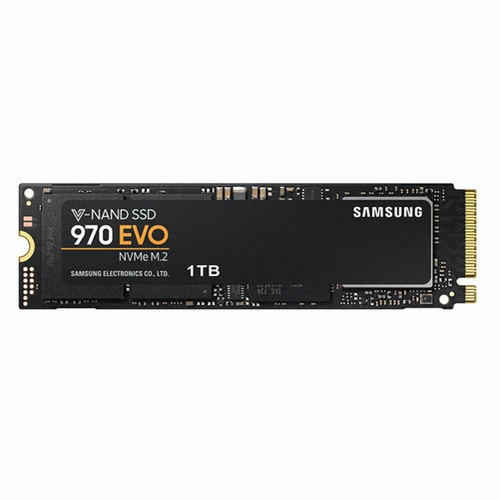 V-NAND SSD
970 EVO
NVMe M.2
SAMSUNG ELECTRONICS CO., LTD.
1TB
SAMSUNG